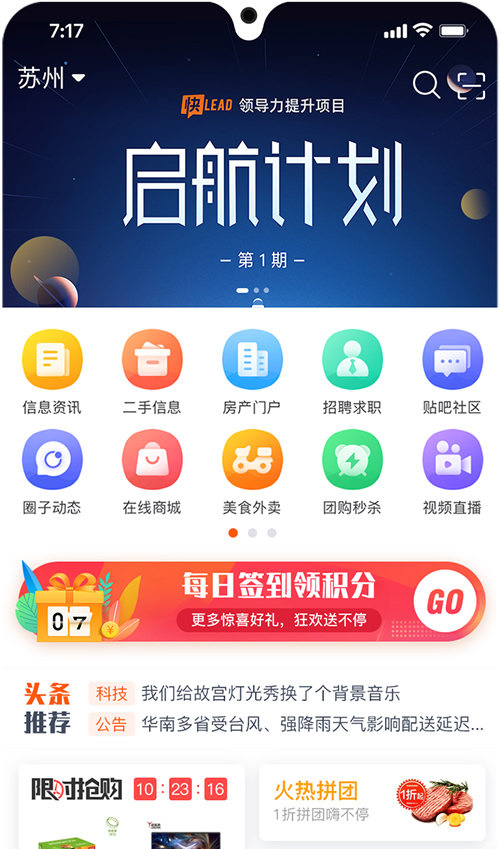 7:17
苏州
快LEAD 领导力提升项目
启航计划
– 第1期 –
信息资讯 二手信息 房产门户 招聘求职 贴吧社区
圈子动态 在线商城 美食外卖 团购秒杀 视频直播
07
¥
每日签到领积分
更多惊喜好礼，狂欢送不停
GO
头条
推荐
科技 我们给故宫灯光秀换了个背景音乐
公告 华南多省受台风、强降雨天气影响配送延迟...
限时抢购 10:23:16
火热拼团
1折拼团嗨不停
1折起